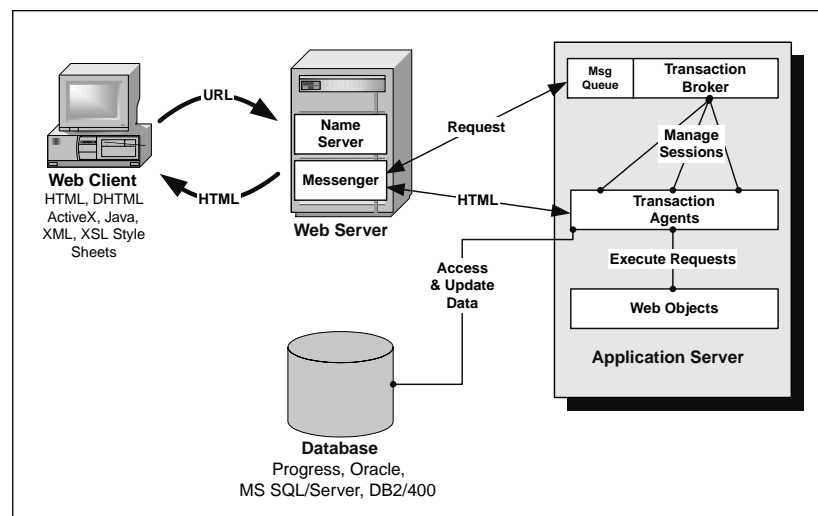 URL
HTML
Web Client
HTML, DHTML
ActiveX, Java,
XML, XSL Style
Sheets
Name
Server
Messenger
Web Server
Request
HTML
Msg
Queue
Transaction
Broker
Manage
Sessions
Transaction
Agents
Execute Requests
Web Objects
Application Server
Access
& Update
Data
Database
Progress, Oracle,
MS SQL/Server, DB2/400